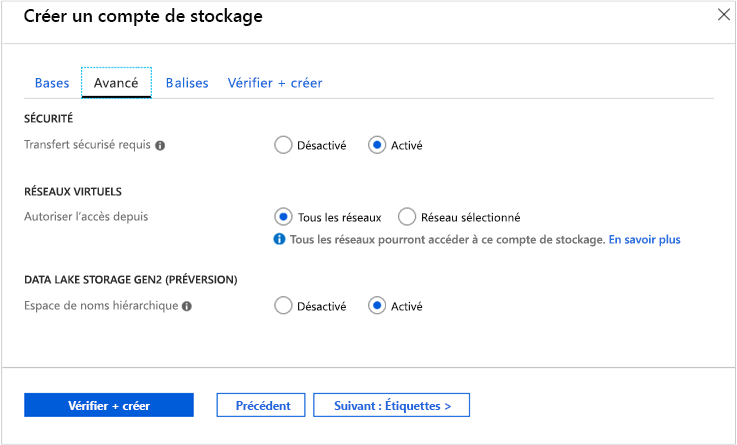 Créer un compte de stockage
Bases Avancé Balises Vérifier + créer
SÉCURITÉ
Transfert sécurisé requis Désactivé Activé
RÉSEAUX VIRTUELS
Autoriser l'accès depuis Tous les réseaux Réseau sélectionné
Tous les réseaux pourront accéder à ce compte de stockage. En savoir plus
DATA LAKE STORAGE GEN2 (PRÉVERSION)
Espace de noms hiérarchique Désactivé Activé
Vérifier + créer Précédent Suivant : Étiquettes >